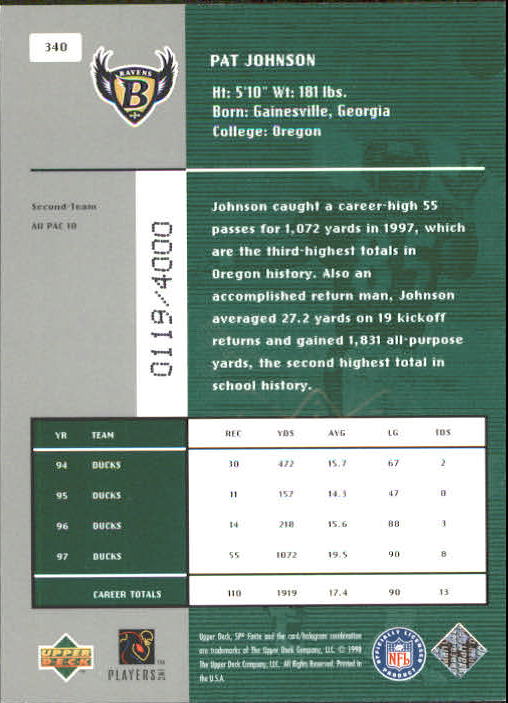 340
RAVENS
B
PAT JOHNSON
Ht: 5'10" Wt: 181 lbs.
Born: Gainesville, Georgia
College: Oregon
Second-Team
All PAC 10
0119/4000
Johnson caught a career-high 55
passes for 1,072 yards in 1997, which
are the third-highest totals in
Oregon history. Also an
accomplished return man, Johnson
averaged 27.2 yards on 19 kickoff
returns and gained 1,831 all-purpose
yards, the second highest total in
school history.
YR TEAM REC YDS AVG LG TDS
94 DUCKS 30 472 15.7 67 2
95 DUCKS 11 157 14.3 47 0
96 DUCKS 14 218 15.6 88 3
97 DUCKS 55 1072 19.5 90 8
CAREER TOTALS 110 1919 17.4 90 13
UPPER
DECK
PLAYERS INC
Upper Deck, SP® Finite and the card/hologram combination
are trademarks of The Upper Deck Company, LLC. © 1998
The Upper Deck Company, LLC. All Rights Reserved. Printed in
the U.S.A.
OFFICIALLY LICENSED
NFL
PRODUCT